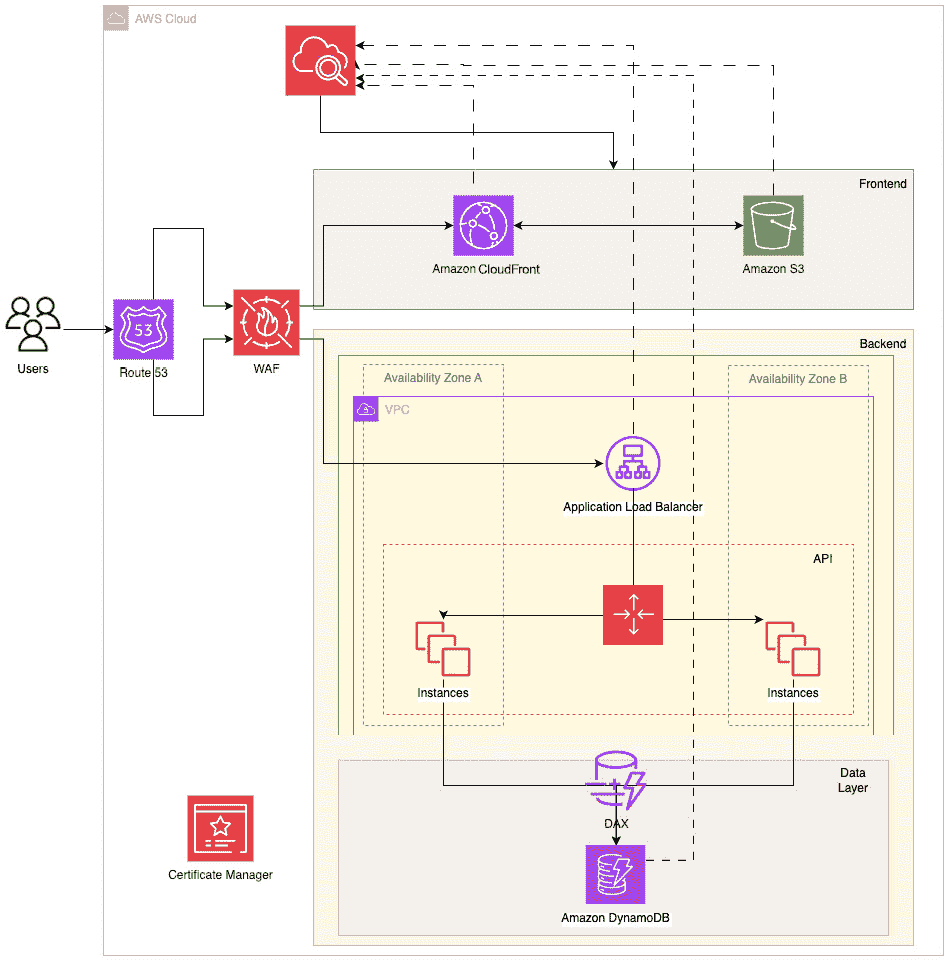 AWS Cloud
Frontend
Amazon CloudFront
Amazon S3
Users
53
Route 53
WAF
Backend
Availability Zone A
Availability Zone B
VPC
Application Load Balancer
API
Instances
Instances
Data
Layer
DAX
Certificate Manager
Amazon DynamoDB